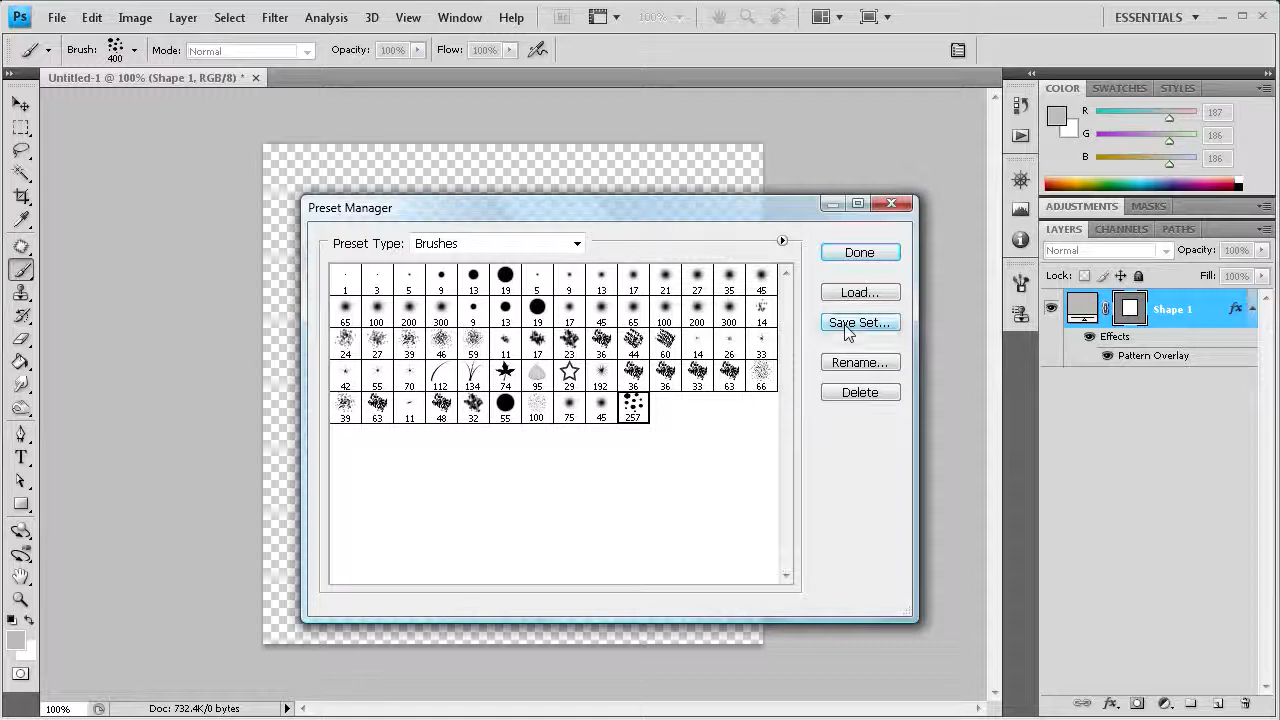 Ps File Edit Image Layer Select Filter Analysis 3D View Window Help 100% ESSENTIALS
Brush: 400 Mode: Normal Opacity: 100% Flow: 100%
Untitled-1 @ 100% (Shape 1, RGB/8) *
COLOR SWATCHES STYLES
R 187
G 186
B 186
ADJUSTMENTS MASKS
LAYERS CHANNELS PATHS
Normal Opacity: 100%
Lock: Fill: 100%
Shape 1 fx
Effects
Pattern Overlay
Preset Manager
Preset Type: Brushes
1 3 5 9 13 19 5 9 13 17 21 27 35 45
65 100 200 300 9 13 19 17 45 65 100 200 300 14
24 27 39 46 59 11 17 23 36 44 60 14 26 33
42 55 70 112 134 74 95 29 192 36 36 33 63 66
39 63 11 48 32 55 100 75 45 257
Done
Load...
Save Set...
Rename...
Delete
T
100% Doc: 732.4K/0 bytes
fx